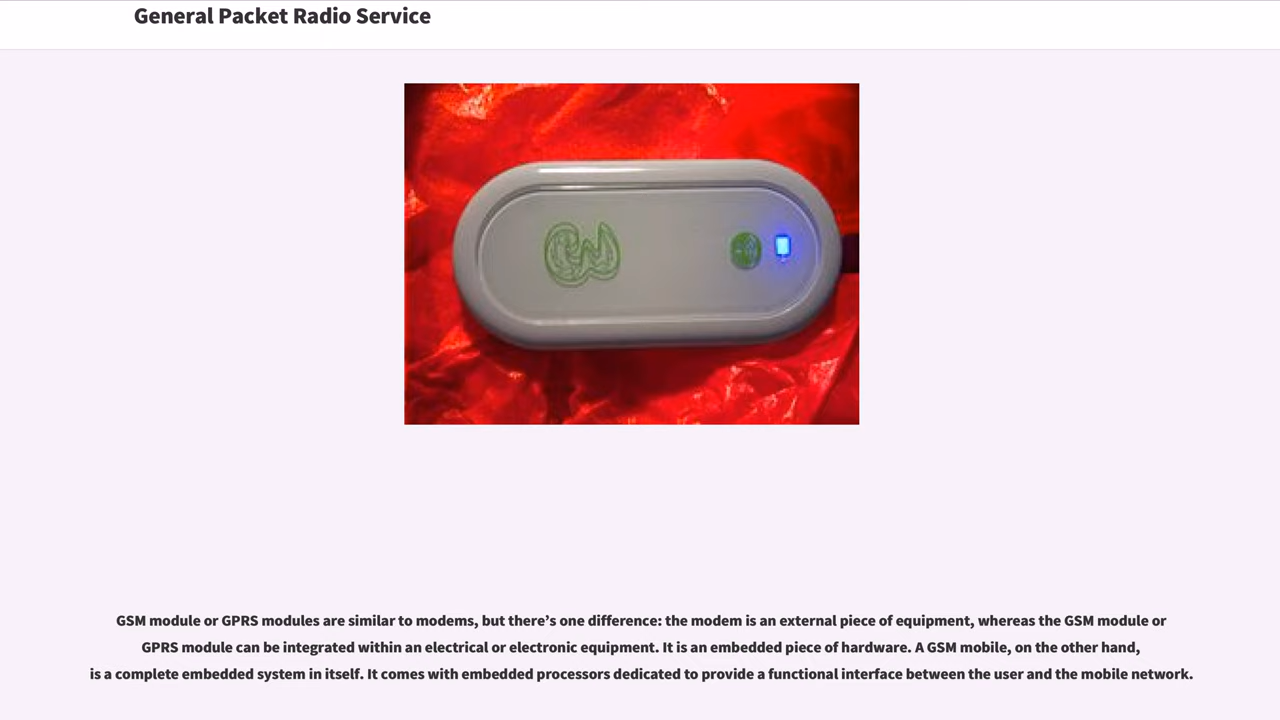 General Packet Radio Service
GSM module or GPRS modules are similar to modems, but there’s one difference: the modem is an external piece of equipment, whereas the GSM module or
GPRS module can be integrated within an electrical or electronic equipment. It is an embedded piece of hardware. A GSM mobile, on the other hand,
is a complete embedded system in itself. It comes with embedded processors dedicated to provide a functional interface between the user and the mobile network.